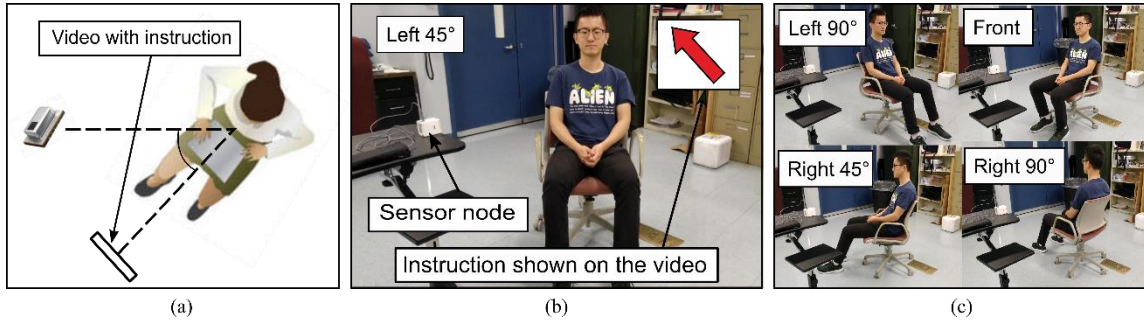 Video with instruction
Left 45°
ALiEN
Sensor node
Instruction shown on the video
Left 90°
Front
ALiEN
Right 45°
Right 90°
(a)
(b)
(c)